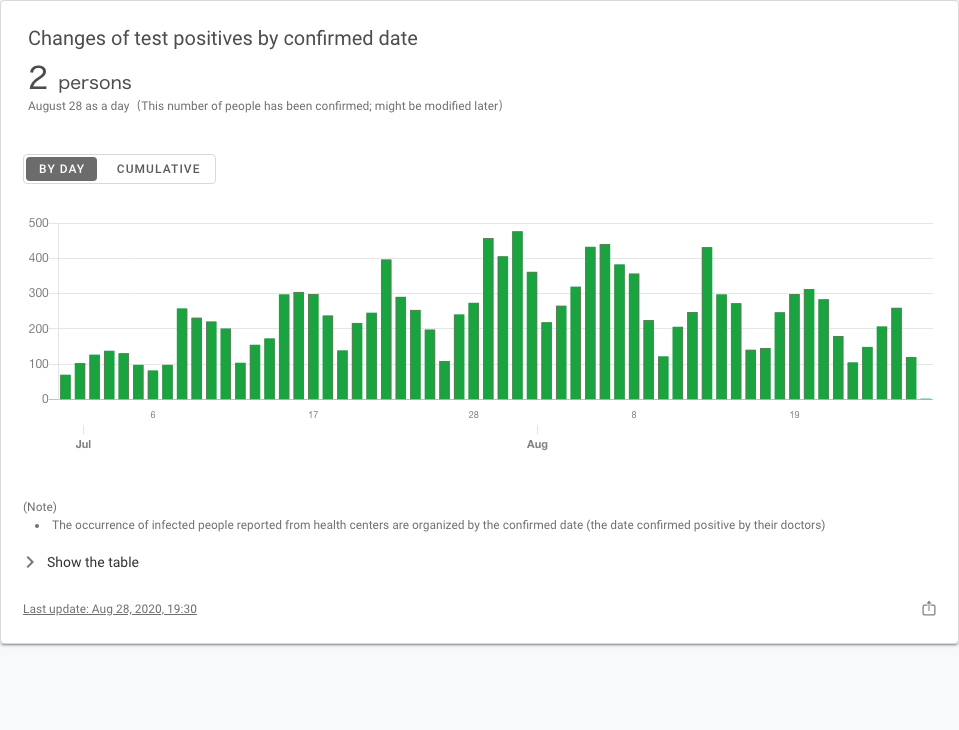 Changes of test positives by confirmed date
2 persons
August 28 as a day（This number of people has been confirmed; might be modified later）
BY DAY CUMULATIVE
500
400
300
200
100
0
6 17 28 8 19
Jul Aug
(Note)
• The occurrence of infected people reported from health centers are organized by the confirmed date (the date confirmed positive by their doctors)
Show the table
Last update: Aug 28, 2020, 19:30